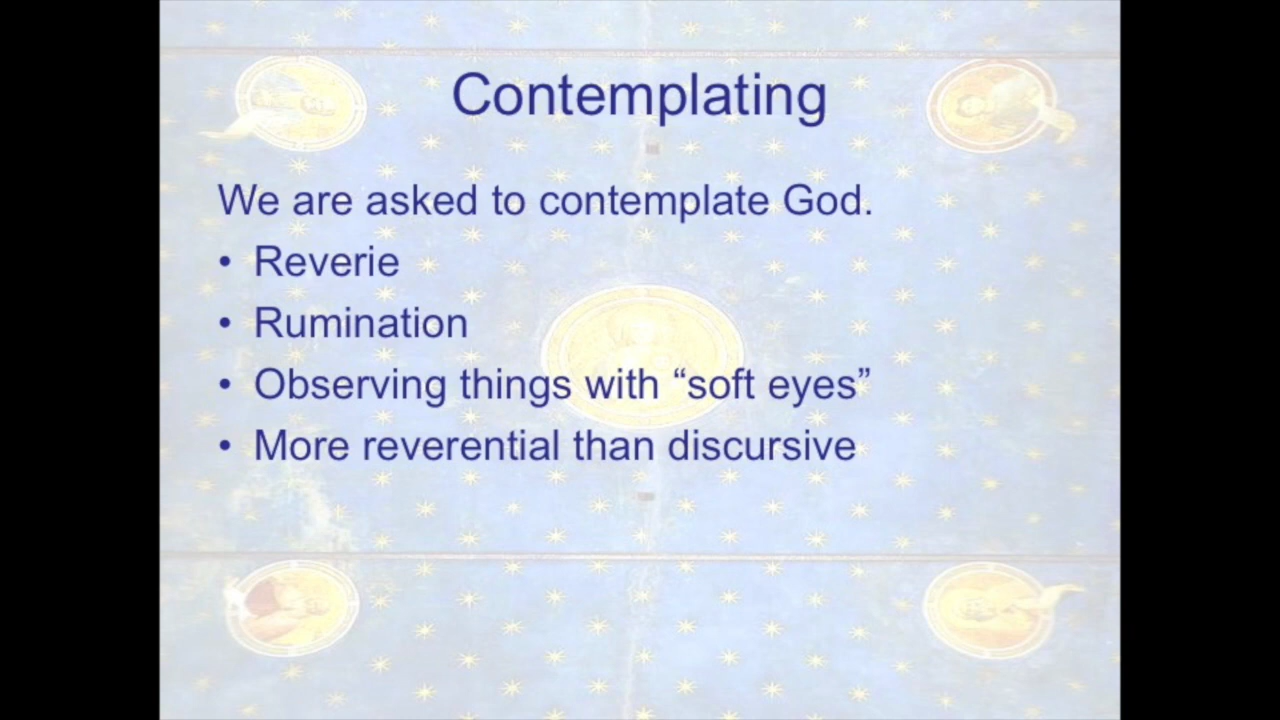 Contemplating
We are asked to contemplate God.
• Reverie
• Rumination
• Observing things with “soft eyes”
• More reverential than discursive